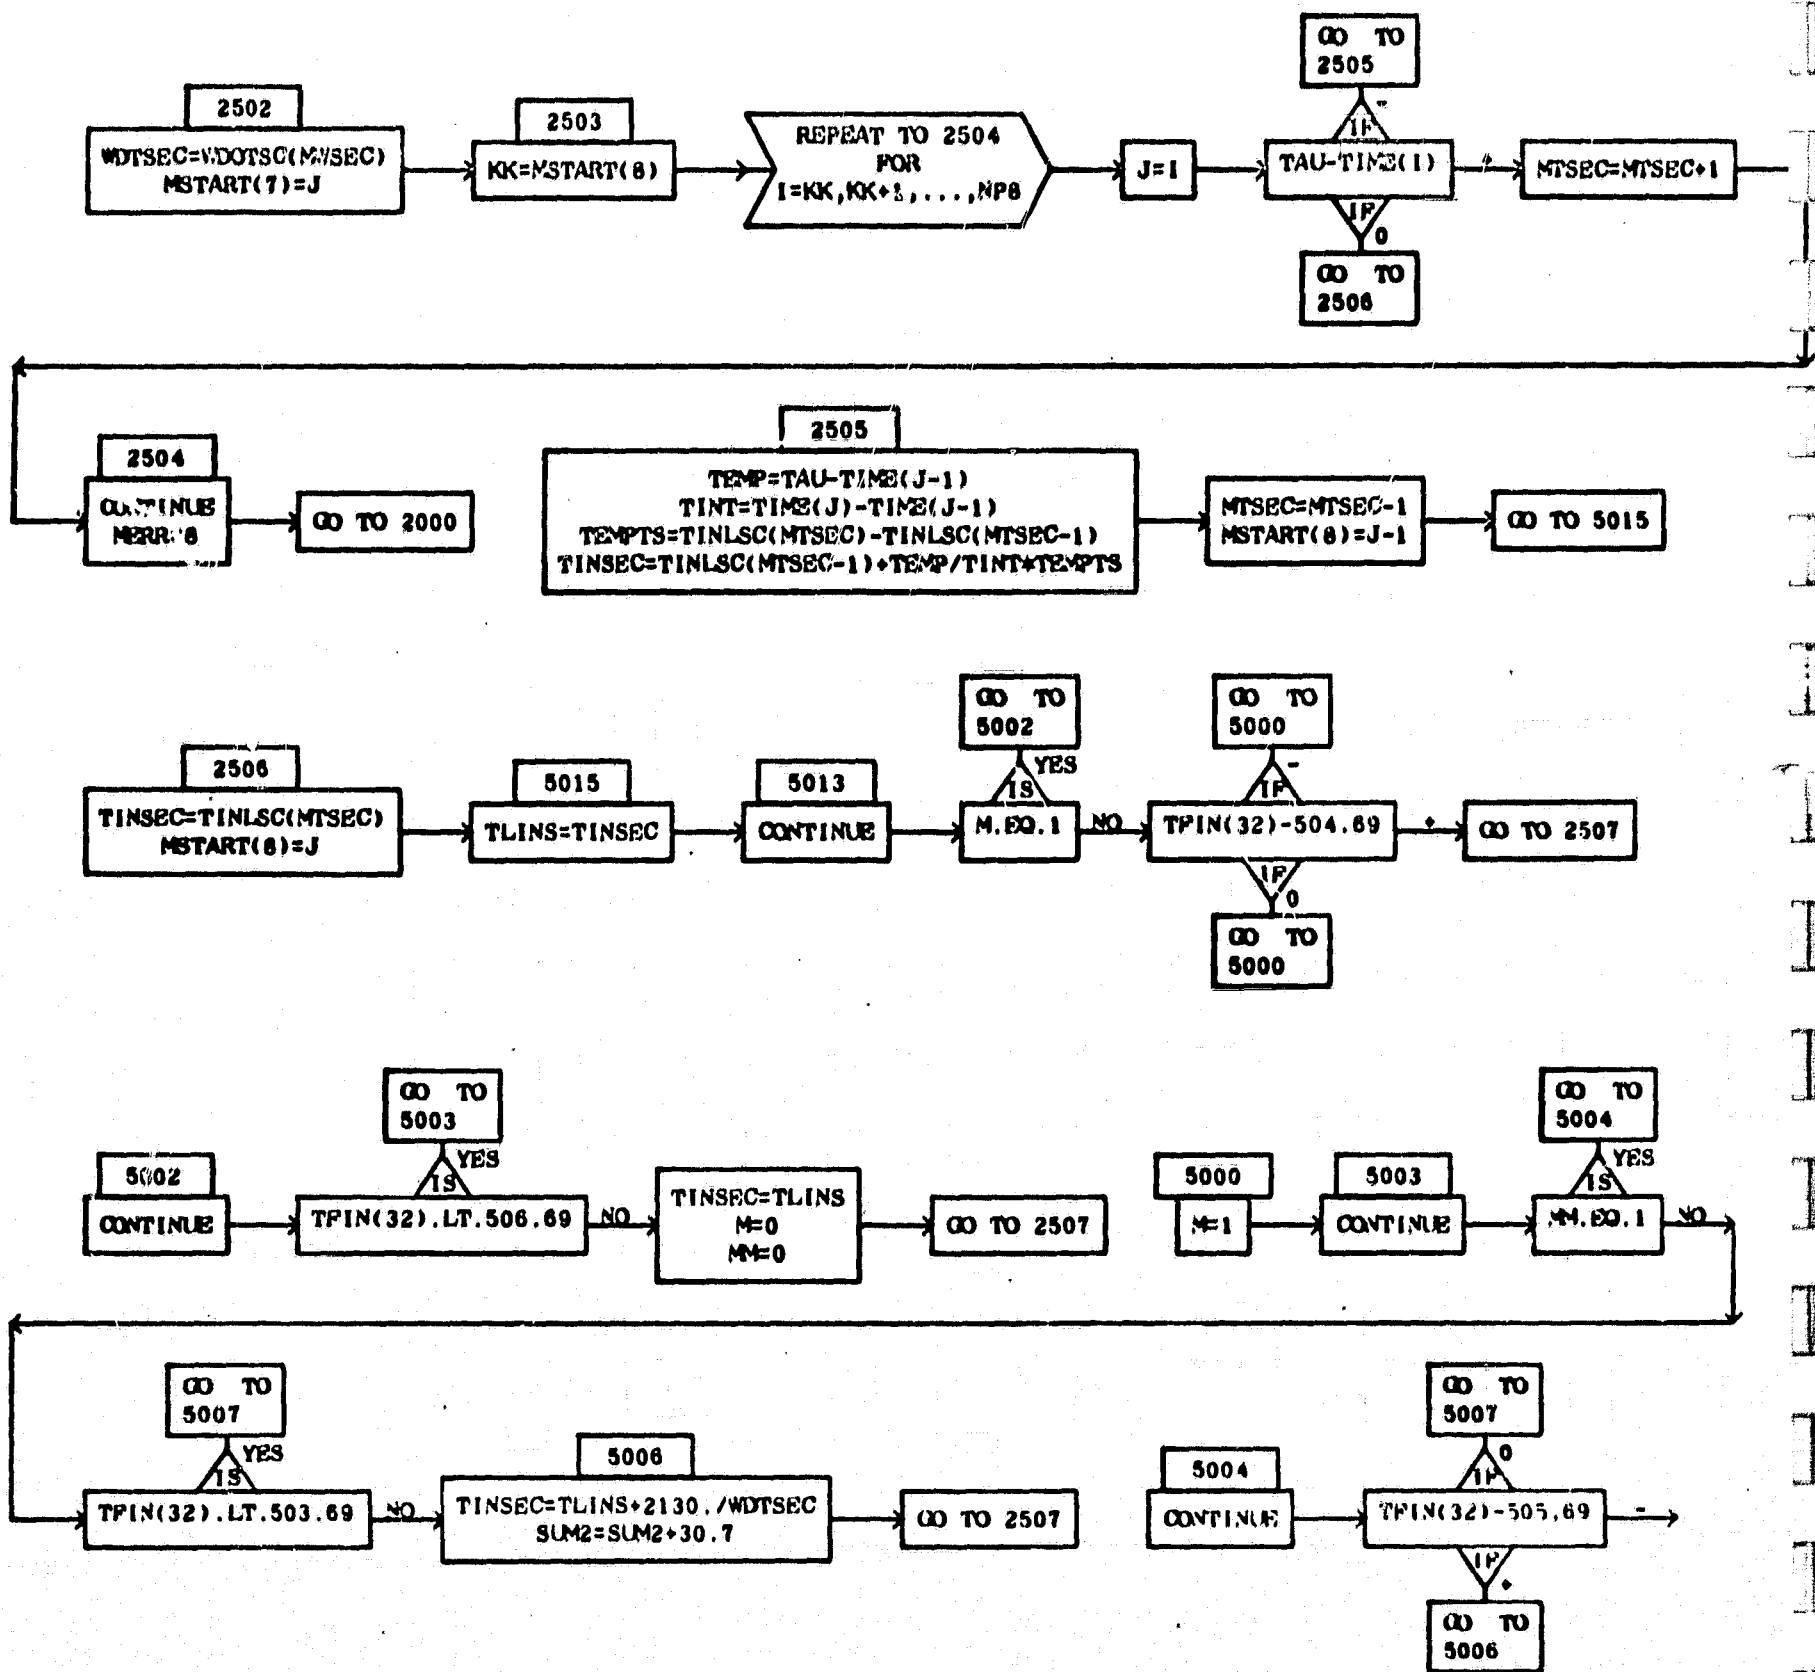 GO TO
2505
2502
WDTSEC=WDOTSC(MWSEC)
MSTART(7)=J
2503
KK=MSTART(8)
REPEAT TO 2504
FOR
I=KK,KK+1,...,NP8
J=I
IF -
TAU-TIME(I)
+
MTSEC=MTSEC+1
IF
0
GO TO
2506
2504
CONTINUE
MERR=8
GO TO 2000
2505
TEMP=TAU-TIME(J-1)
TINT=TIME(J)-TIME(J-1)
TEMPTS=TINLSC(MTSEC)-TINLSC(MTSEC-1)
TINSEC=TINLSC(MTSEC-1)+TEMP/TINT*TEMPTS
MTSEC=MTSEC-1
MSTART(8)=J-1
GO TO 5015
2506
TINSEC=TINLSC(MTSEC)
MSTART(8)=J
5015
TLINS=TINSEC
5013
CONTINUE
GO TO
5002
YES
IS
M.EQ.1
NO
GO TO
5000
-
IF
TFIN(32)-504.69
+
GO TO 2507
IF
0
GO TO
5000
5002
CONTINUE
GO TO
5003
YES
IS
TFIN(32).LT.506.69
NO
TINSEC=TLINS
M=0
MM=0
GO TO 2507
5000
M=1
5003
CONTINUE
GO TO
5004
YES
IS
MM.EQ.1
NO
GO TO
5007
YES
IS
TFIN(32).LT.503.69
NO
5006
TINSEC=TLINS+2130./WDTSEC
SUM2=SUM2+30.7
GO TO 2507
5004
CONTINUE
GO TO
5007
0
IF
TFIN(32)-505.69
-
IF
+
GO TO
5006